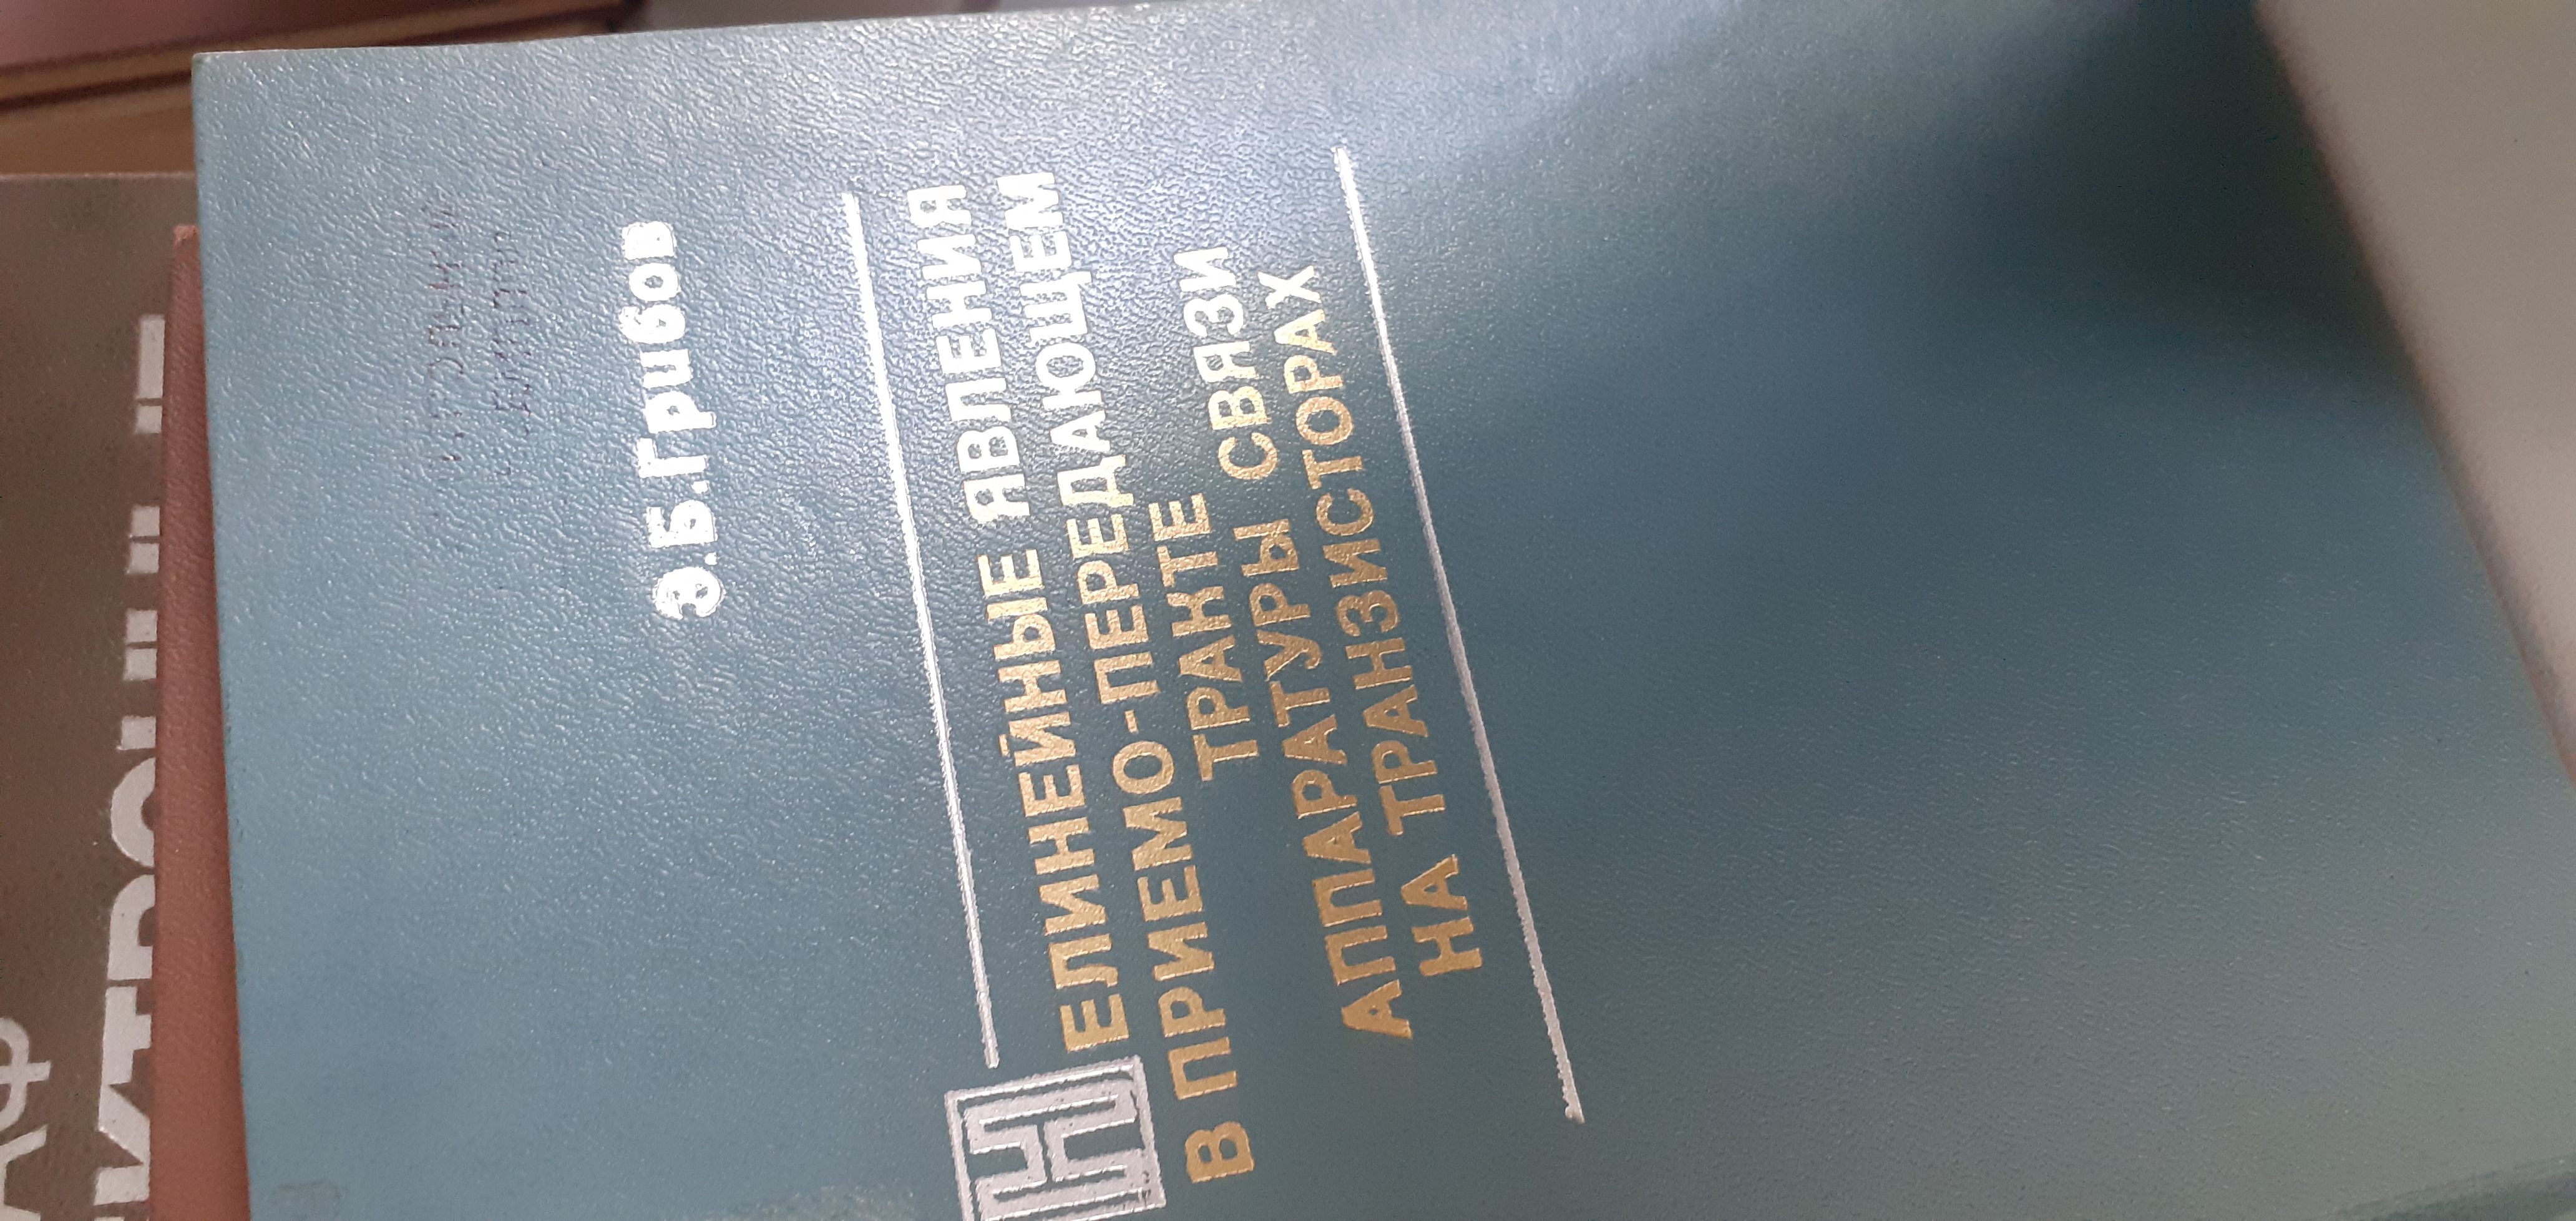 Э.Б.Грибов
НЕЛИНЕЙНЫЕ ЯВЛЕНИЯ
В ПРИЕМО-ПЕРЕДАЮЩЕМ
ТРАКТЕ
АППАРАТУРЫ СВЯЗИ
НА ТРАНЗИСТОРАХ